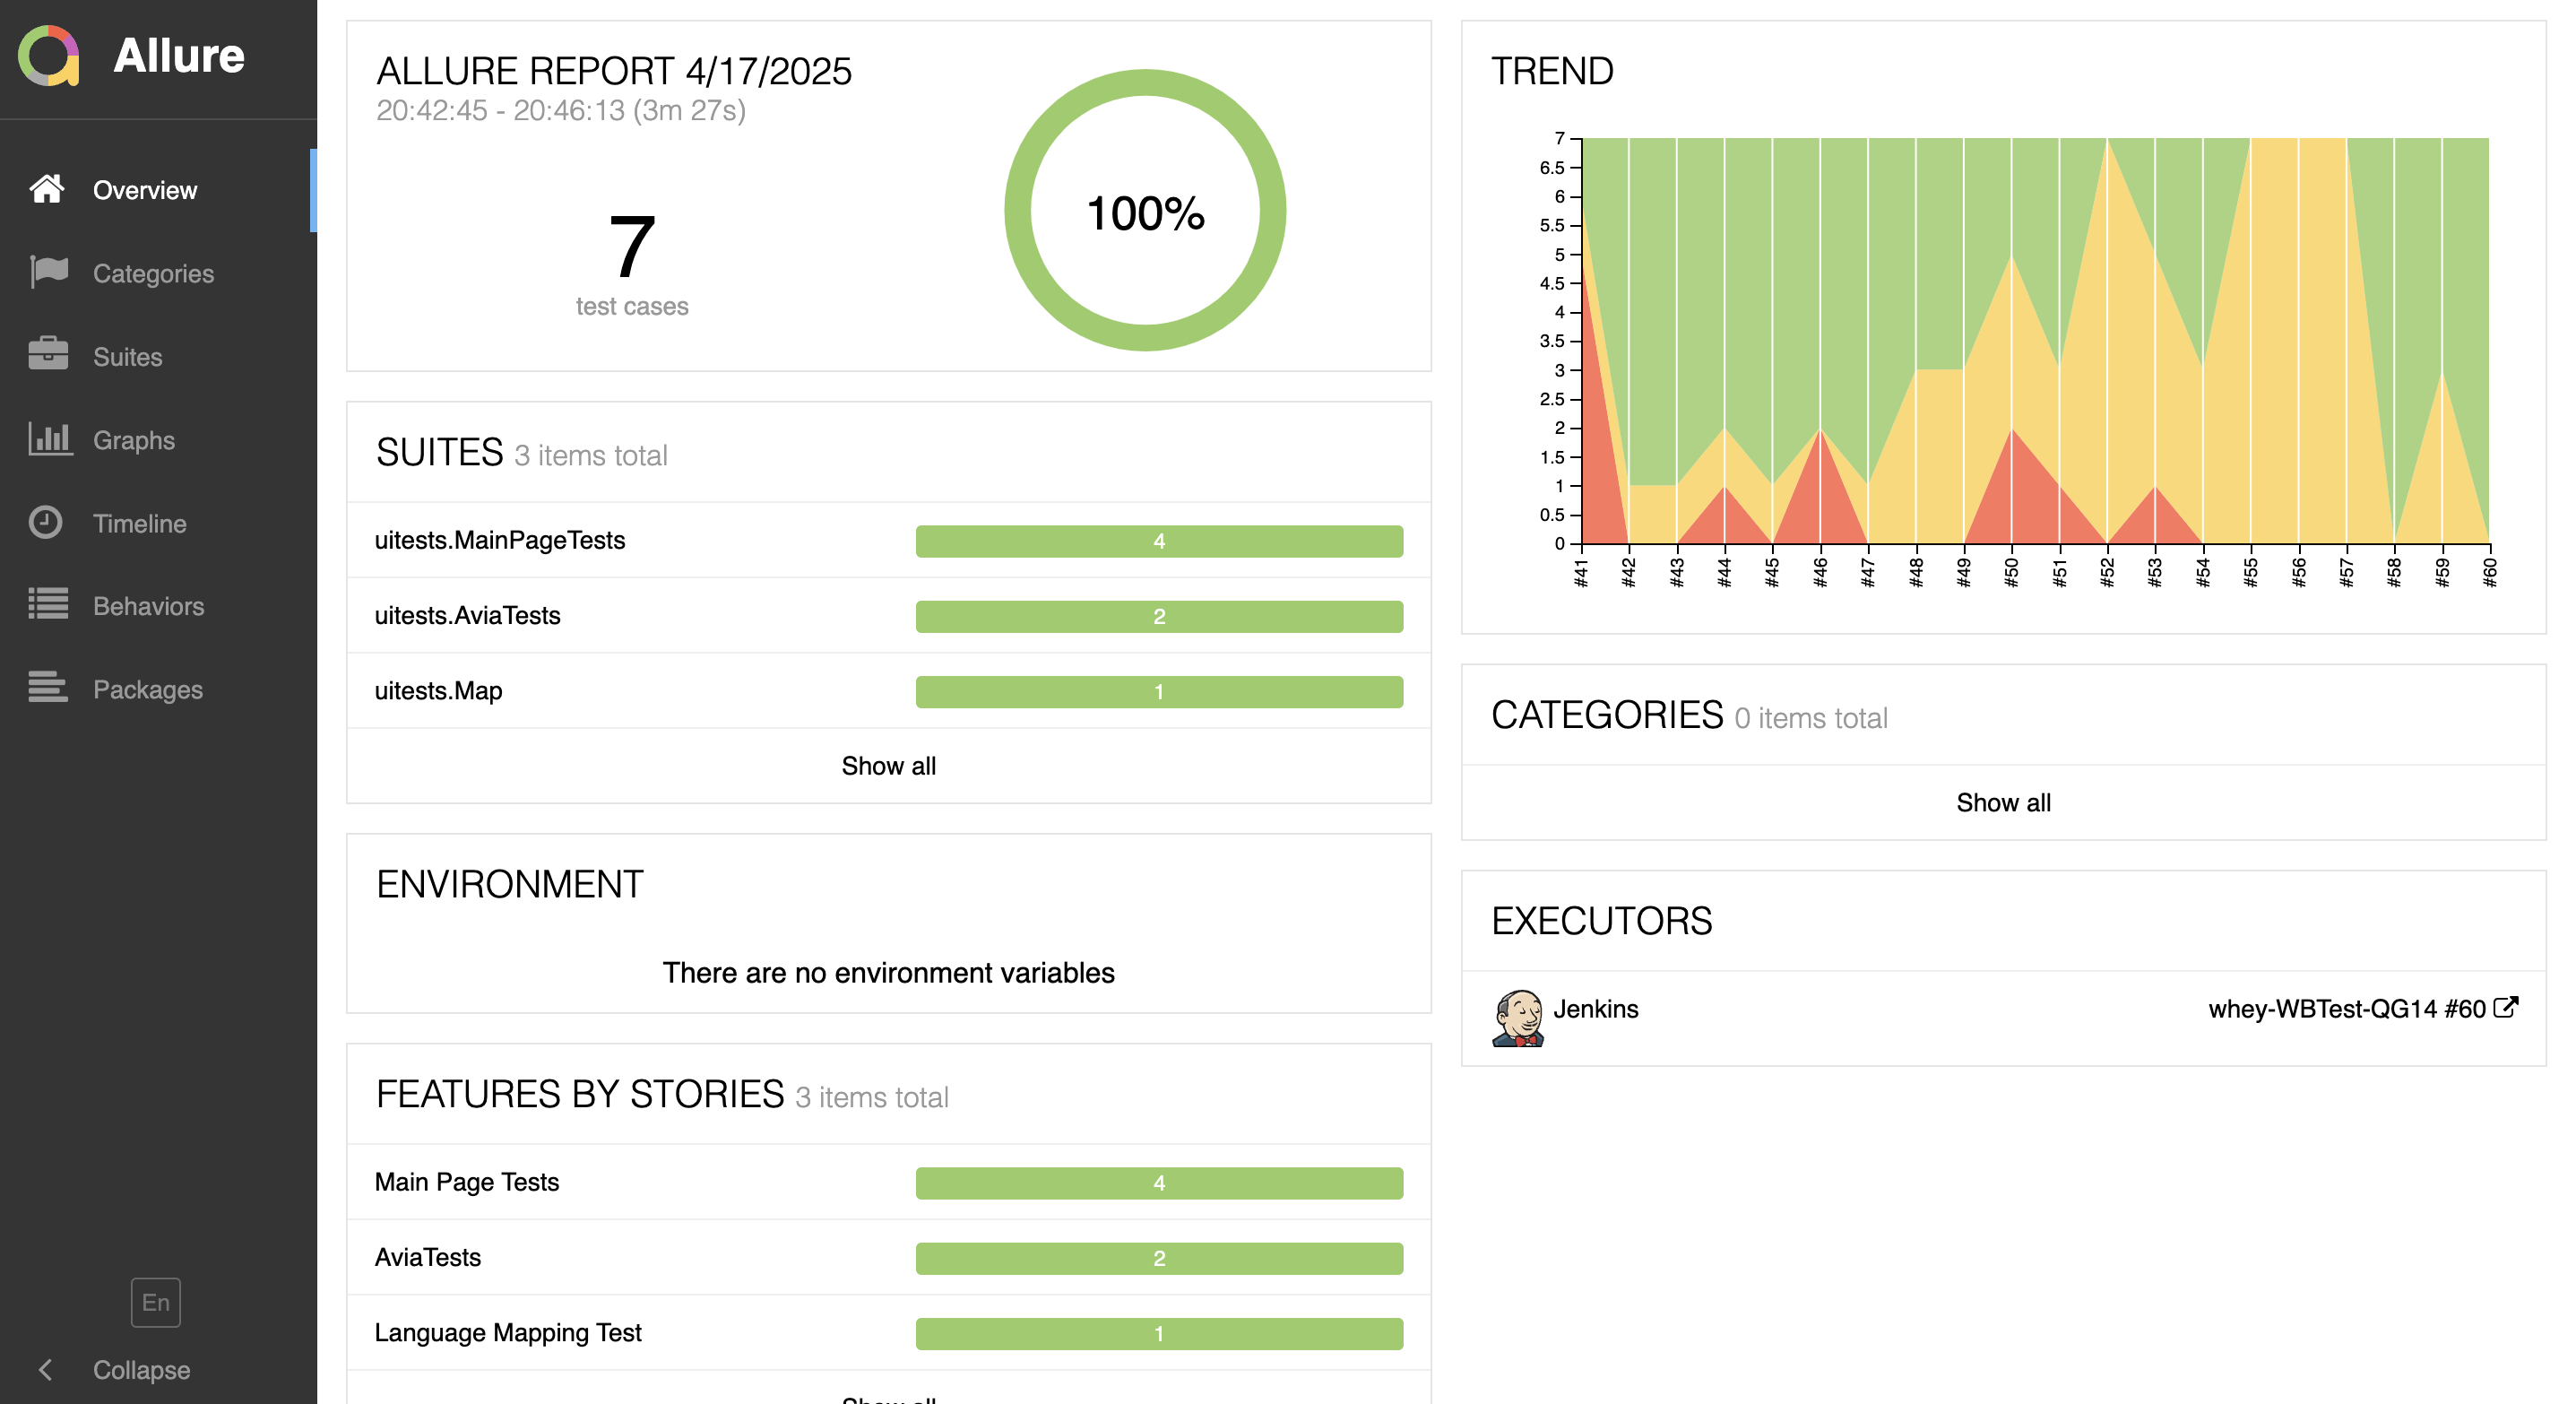 Allure
Overview
Categories
Suites
Graphs
Timeline
Behaviors
Packages
En
Collapse
ALLURE REPORT 4/17/2025
20:42:45 - 20:46:13 (3m 27s)
7
test cases
100%
SUITES 3 items total
uitests.MainPageTests 4
uitests.AviaTests 2
uitests.Map 1
Show all
ENVIRONMENT
There are no environment variables
FEATURES BY STORIES 3 items total
Main Page Tests 4
AviaTests 2
Language Mapping Test 1
Show all
TREND
7
6.5
6
5.5
5
4.5
4
3.5
3
2.5
2
1.5
1
0.5
0
#41 #42 #43 #44 #45 #46 #47 #48 #49 #50 #51 #52 #53 #54 #55 #56 #57 #58 #59 #60
CATEGORIES 0 items total
Show all
EXECUTORS
Jenkins whey-WBTest-QG14 #60